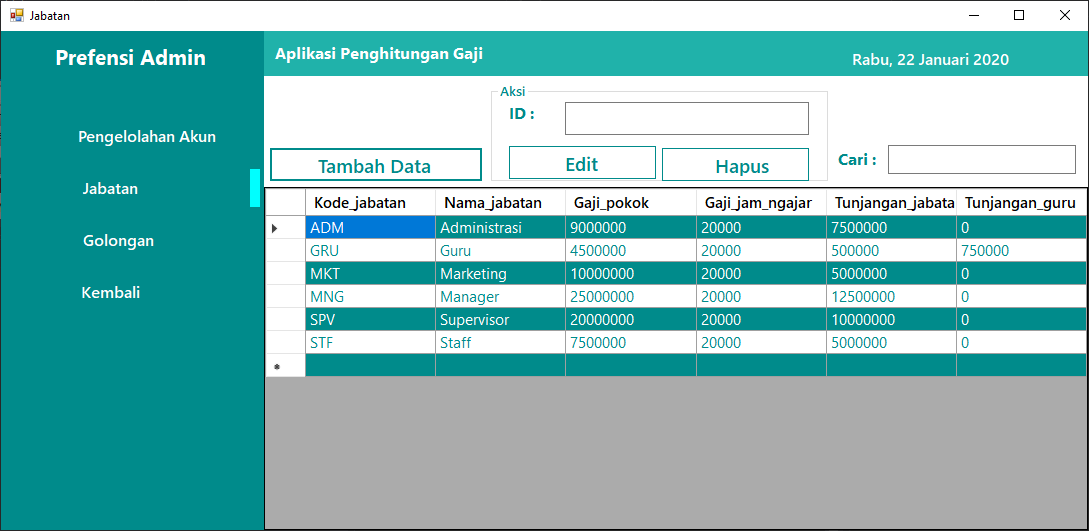 Jabatan
Prefensi Admin
Aplikasi Penghitungan Gaji
Rabu, 22 Januari 2020
Pengelolahan Akun
Jabatan
Golongan
Kembali
Aksi
ID :
Tambah Data
Edit
Hapus
Cari :
Kode_jabatan Nama_jabatan Gaji_pokok Gaji_jam_ngajar Tunjangan_jabata Tunjangan_guru
ADM Administrasi 9000000 20000 7500000 0
GRU Guru 4500000 20000 500000 750000
MKT Marketing 10000000 20000 5000000 0
MNG Manager 25000000 20000 12500000 0
SPV Supervisor 20000000 20000 10000000 0
STF Staff 7500000 20000 5000000 0